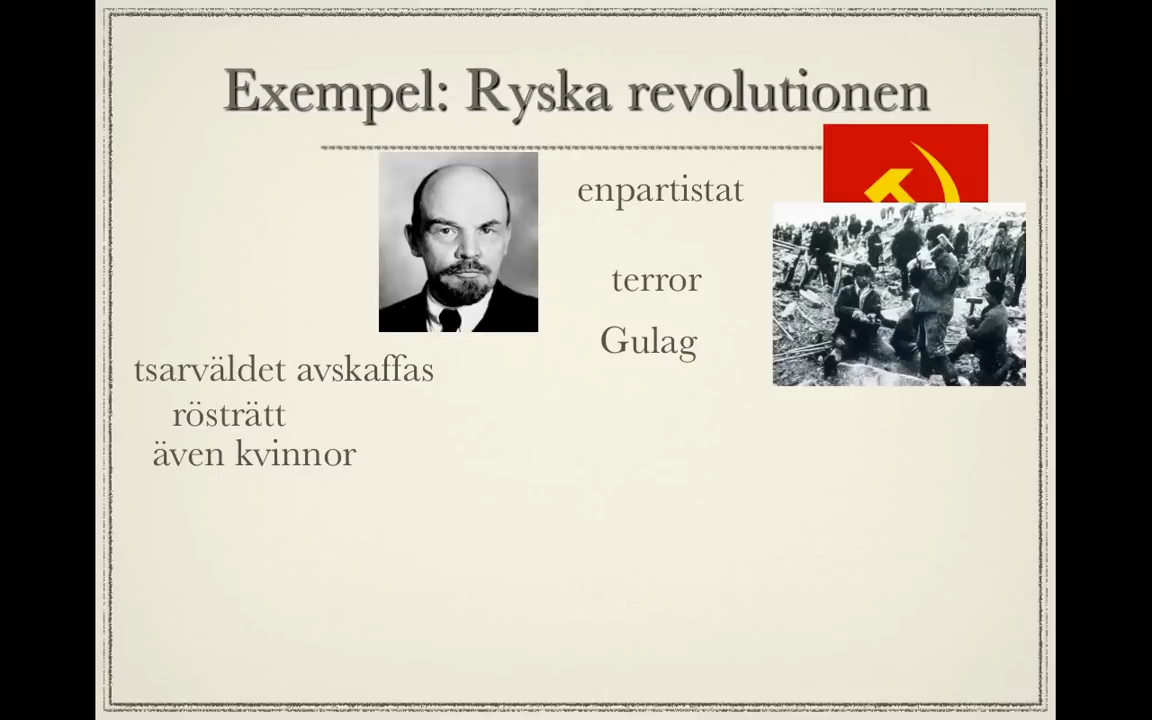 Exempel: Ryska revolutionen
enpartistat
terror
Gulag
tsarväldet avskaffas
rösträtt
även kvinnor